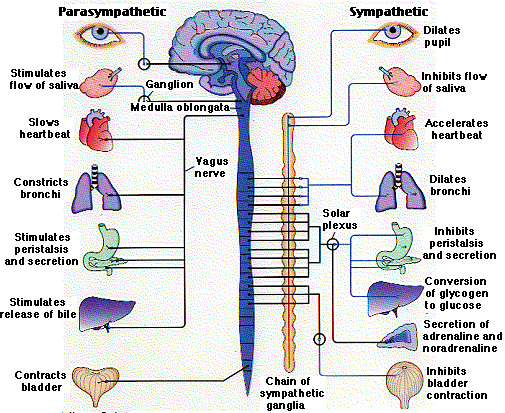 Parasympathetic
Sympathetic
Dilates
pupil
Stimulates
flow of saliva
Ganglion
Medulla oblongata
Inhibits flow
of saliva
Slows
heartbeat
Accelerates
heartbeat
Vagus
nerve
Constricts
bronchi
Dilates
bronchi
Solar
plexus
Stimulates
peristalsis
and secretion
Inhibits
peristalsis
and secretion
Stimulates
release of bile
Conversion
of glycogen
to glucose
Secretion of
adrenaline and
noradrenaline
Contracts
bladder
Chain of
sympathetic
ganglia
Inhibits
bladder
contraction